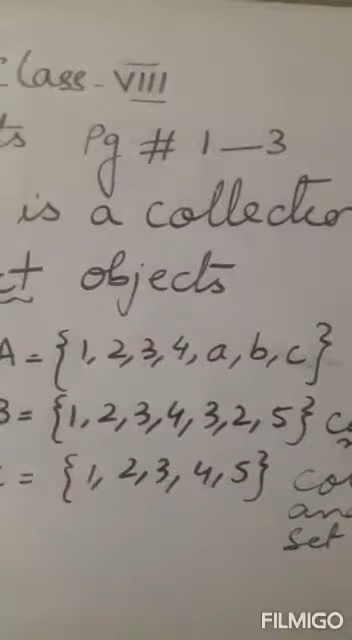 Class-VIII
Pg # 1-3
is a collection
objects
A = {1,2,3,4,a,b,c}
B = {1,2,3,4,3,2,5}
= {1,2,3,4,5}
set
FILMIGO